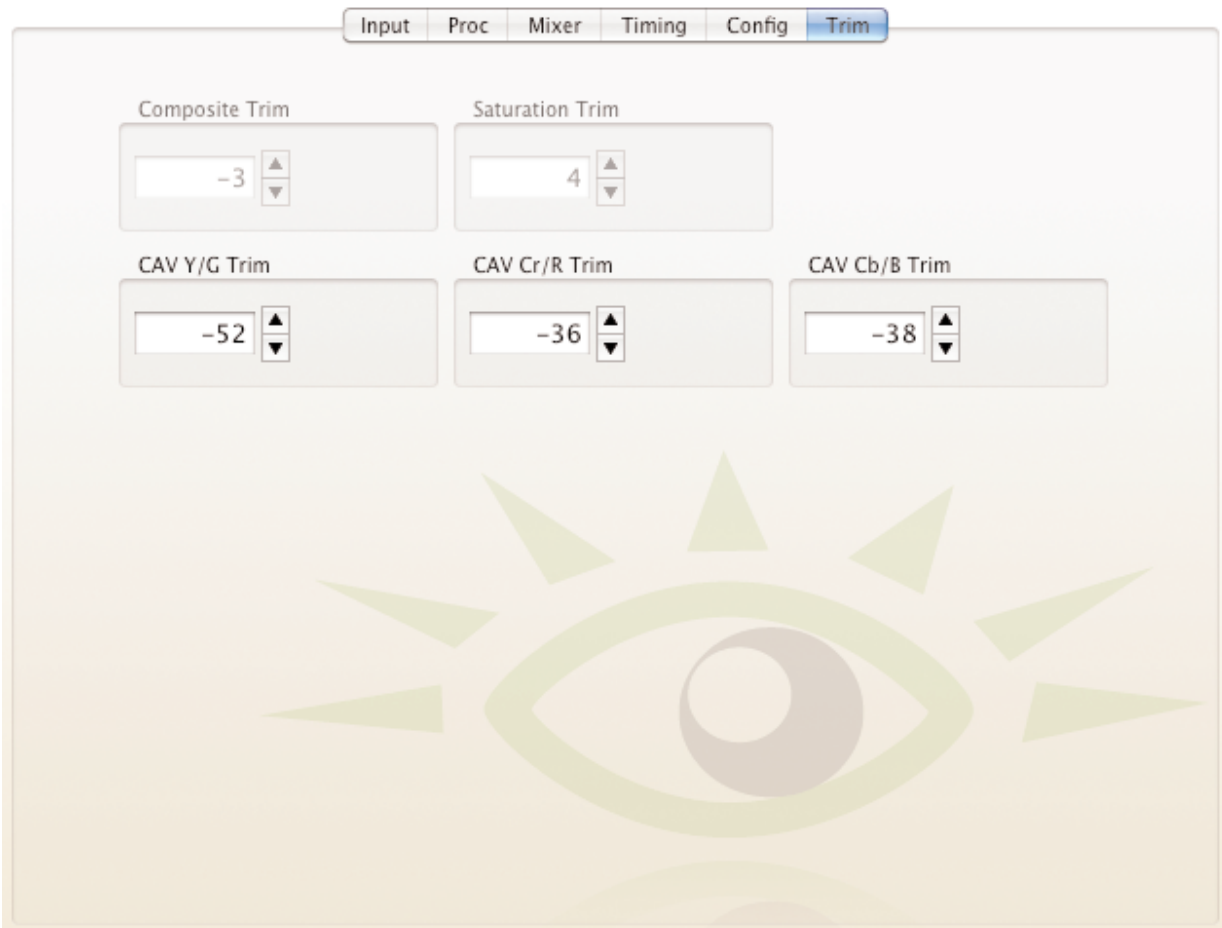 Input Proc Mixer Timing Config Trim
Composite Trim Saturation Trim
-3 4
CAV Y/G Trim CAV Cr/R Trim CAV Cb/B Trim
-52 -36 -38